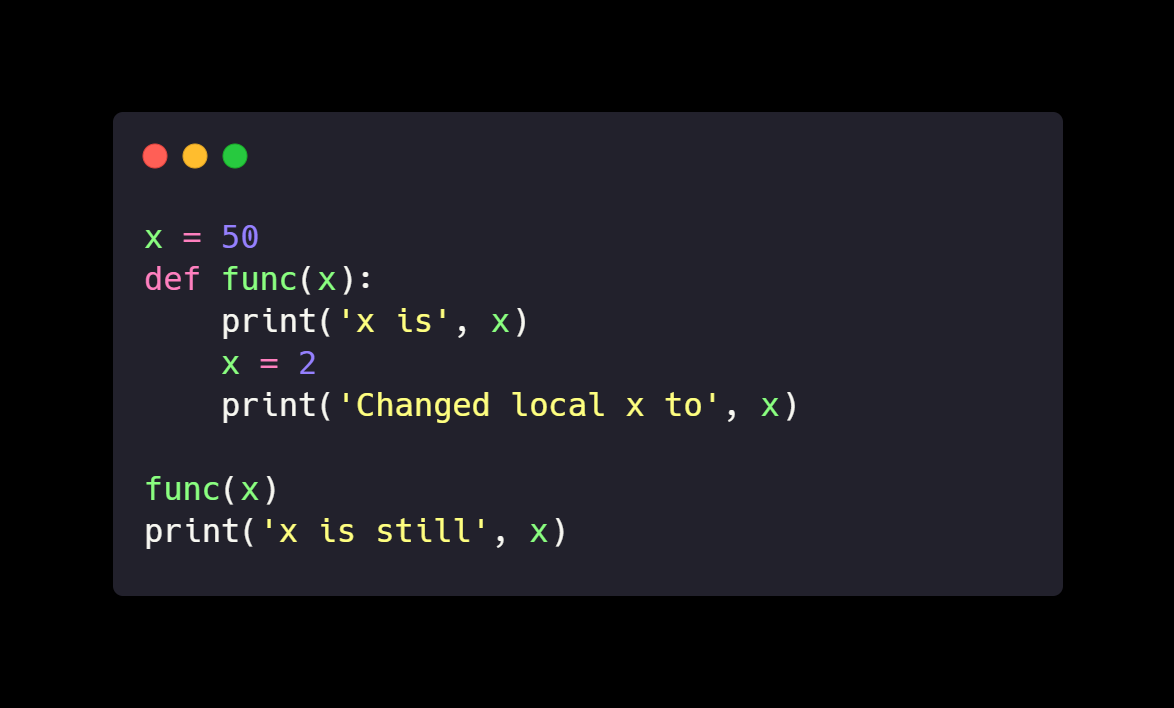 x = 50
def func(x):
    print('x is', x)
    x = 2
    print('Changed local x to', x)
func(x)
print('x is still', x)